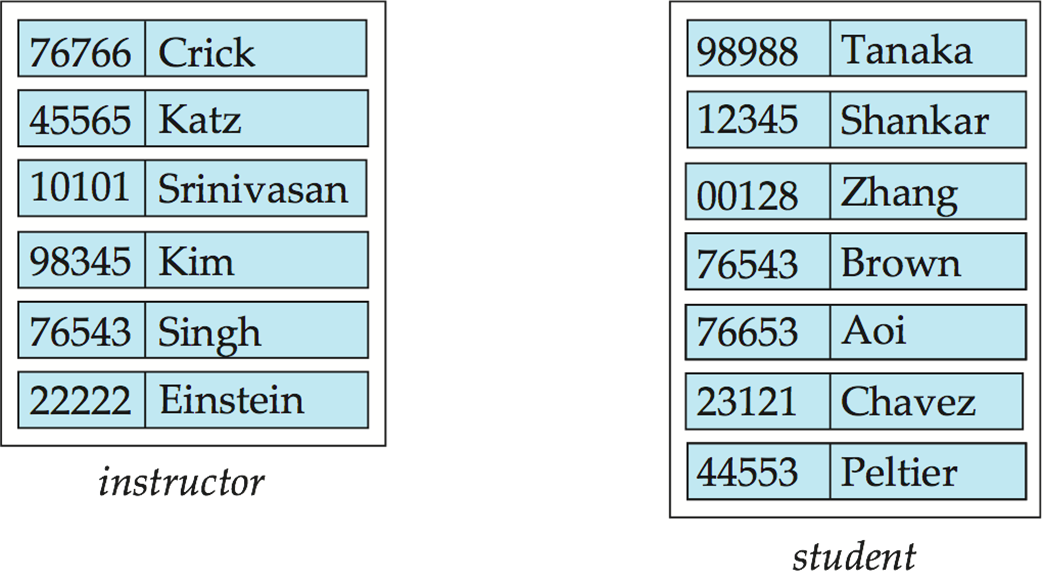 76766 Crick
45565 Katz
10101 Srinivasan
98345 Kim
76543 Singh
22222 Einstein
instructor
98988 Tanaka
12345 Shankar
00128 Zhang
76543 Brown
76653 Aoi
23121 Chavez
44553 Peltier
student